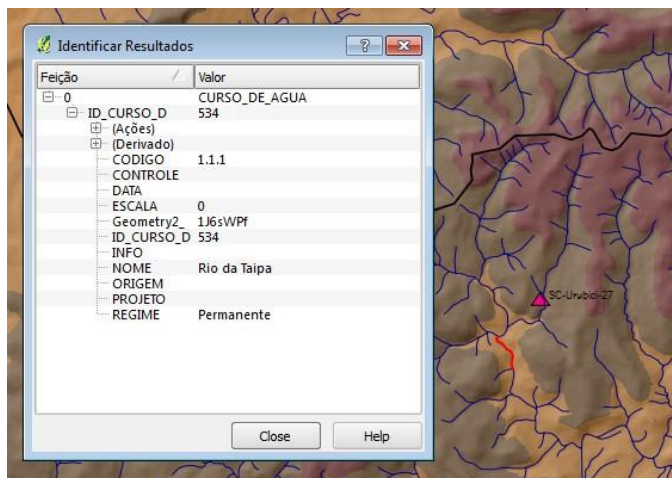 Identificar Resultados
Feição Valor
0 CURSO_DE_AGUA
ID_CURSO_D 534
(Ações)
(Derivado)
CODIGO 1.1.1
CONTROLE
DATA
ESCALA 0
Geometry2_ 1J6sWPf
ID_CURSO_D 534
INFO
NOME Rio da Taipa
ORIGEM
PROJETO
REGIME Permanente
SC-Urubici-27
Close Help